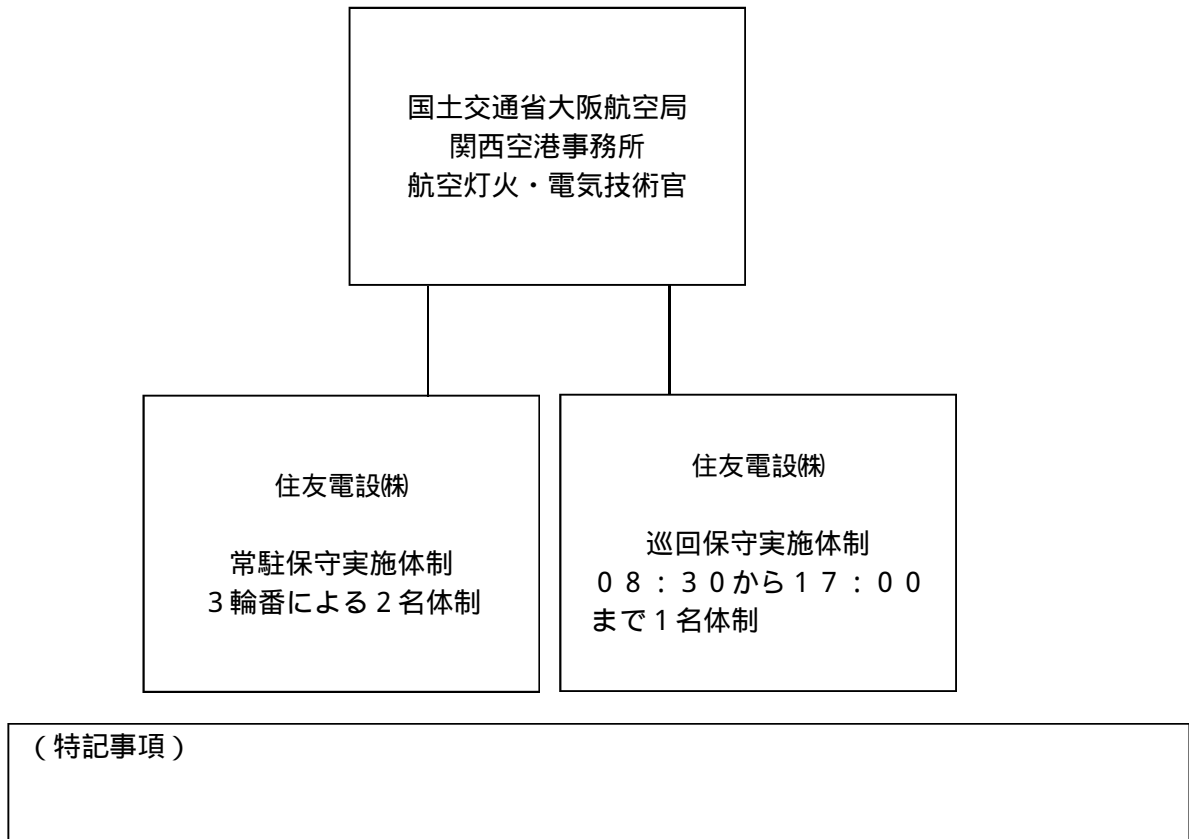 国土交通省大阪航空局
関西空港事務所
航空灯火・電気技術官
住友電設㈱
常駐保守実施体制
３輪番による２名体制
住友電設㈱
巡回保守実施体制
０８：３０から１７：００
まで１名体制
（特記事項）